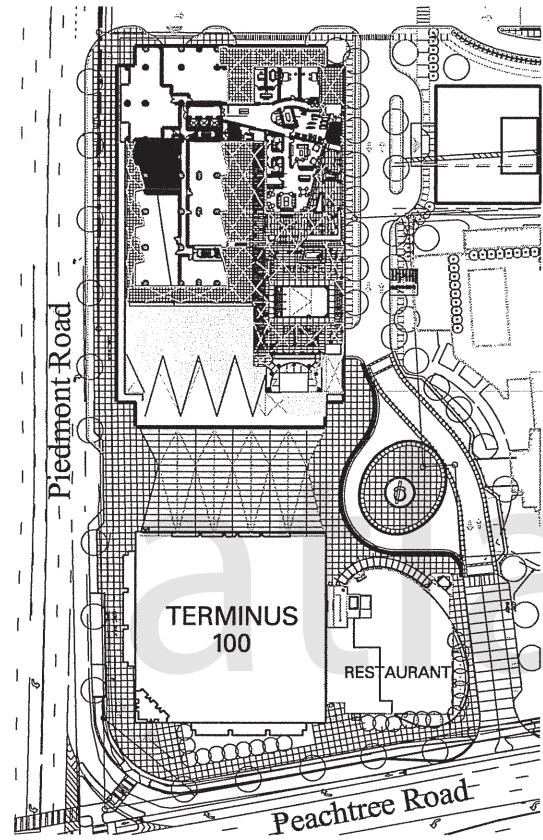 Piedmont Road
TERMINUS
100
RESTAURANT
Peachtree Road